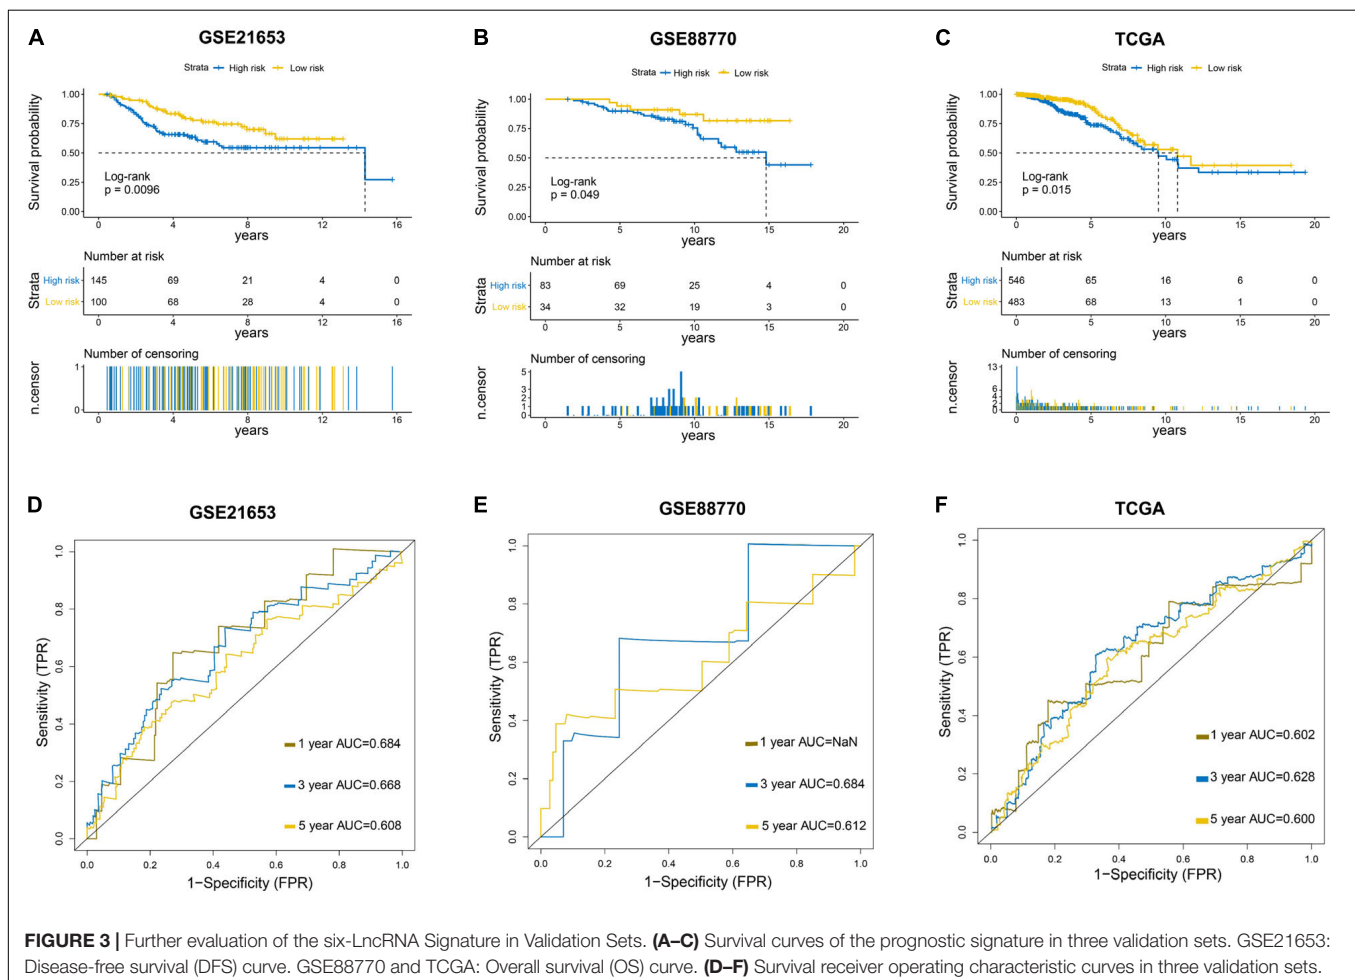 A
GSE21653
Strata High risk Low risk
Survival probability
1.00
0.75
0.50
0.25
0.00
Log-rank
p = 0.0096
0 4 8 12 16
years
Number at risk
Strata
High risk 145 69 21 4 0
Low risk 100 68 28 4 0
0 4 8 12 16
years
Number of censoring
n.censor
1
0
0 4 8 12 16
years
B
GSE88770
Strata High risk Low risk
Survival probability
1.00
0.75
0.50
0.25
0.00
Log-rank
p = 0.049
0 5 10 15 20
years
Number at risk
Strata
High risk 83 69 25 4 0
Low risk 34 32 19 3 0
0 5 10 15 20
years
Number of censoring
n.censor
5
3
2
1
0
0 5 10 15 20
years
C
TCGA
Strata High risk Low risk
Survival probability
1.00
0.75
0.50
0.25
0.00
Log-rank
p = 0.015
0 5 10 15 20
years
Number at risk
Strata
High risk 546 65 16 6 0
Low risk 483 68 13 1 0
0 5 10 15 20
years
Number of censoring
n.censor
13
6
4
2
0
0 5 10 15 20
years
D
GSE21653
Sensitivity (TPR)
1.0
0.8
0.6
0.4
0.2
0.0
1 year AUC=0.684
3 year AUC=0.668
5 year AUC=0.608
0.0 0.2 0.4 0.6 0.8 1.0
1−Specificity (FPR)
E
GSE88770
Sensitivity (TPR)
1.0
0.8
0.6
0.4
0.2
0.0
1 year AUC=NaN
3 year AUC=0.684
5 year AUC=0.612
0.0 0.2 0.4 0.6 0.8 1.0
1−Specificity (FPR)
F
TCGA
Sensitivity (TPR)
1.0
0.8
0.6
0.4
0.2
0.0
1 year AUC=0.602
3 year AUC=0.628
5 year AUC=0.600
0.0 0.2 0.4 0.6 0.8 1.0
1−Specificity (FPR)
FIGURE 3 | Further evaluation of the six-LncRNA Signature in Validation Sets. (A–C) Survival curves of the prognostic signature in three validation sets. GSE21653:
Disease-free survival (DFS) curve. GSE88770 and TCGA: Overall survival (OS) curve. (D–F) Survival receiver operating characteristic curves in three validation sets.